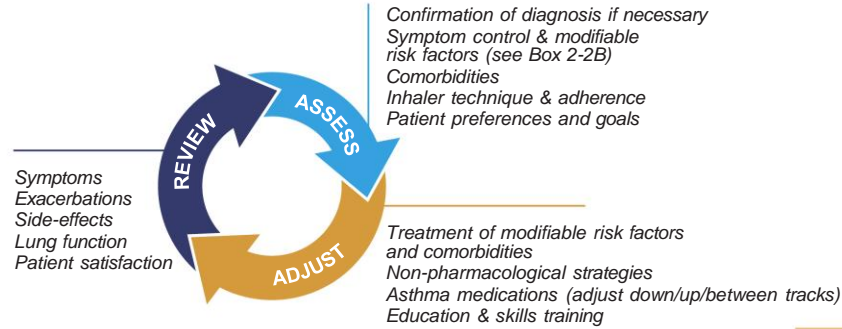 Confirmation of diagnosis if necessary
Symptom control & modifiable
risk factors (see Box 2-2B)
Comorbidities
Inhaler technique & adherence
Patient preferences and goals
ASSESS
REVIEW
Symptoms
Exacerbations
Side-effects
Lung function
Patient satisfaction
ADJUST
Treatment of modifiable risk factors
and comorbidities
Non-pharmacological strategies
Asthma medications (adjust down/up/between tracks)
Education & skills training